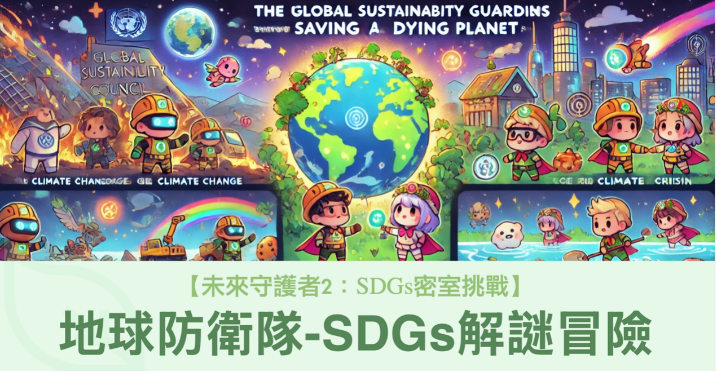 THE GLOBAL SUSTAINABITY GUARDINS
SAVING A DYING PLANET
GLOBAL
SUSTAINUILITY
COUNCIL
CLIMATE CHANGE
CLIMATE CRISIN
【未來守護者2：SDGs密室挑戰】
地球防衛隊-SDGs解謎冒險